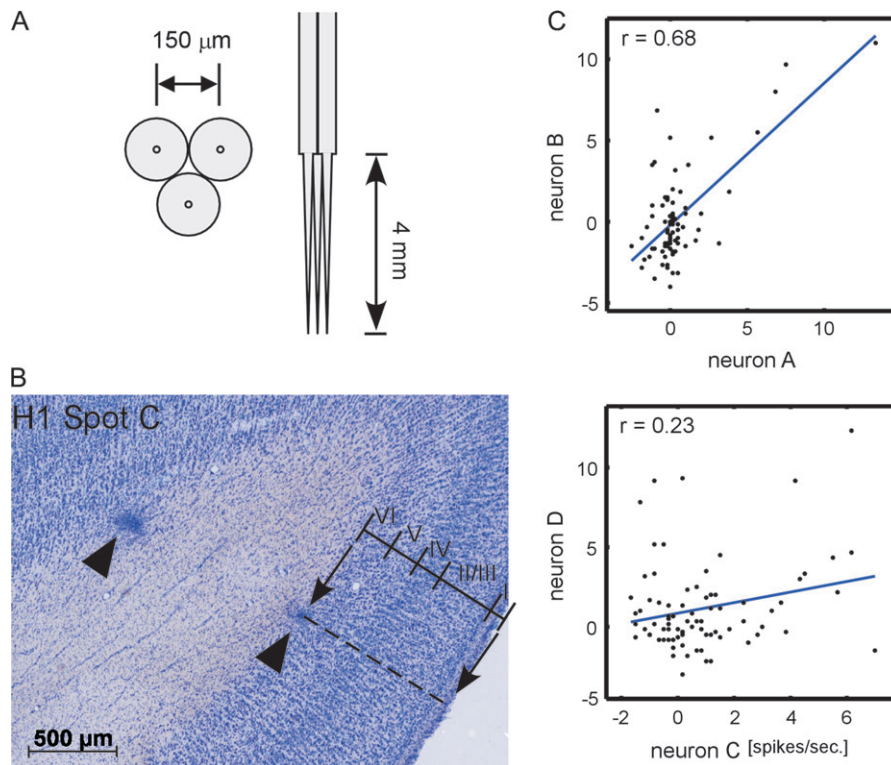 A
150 µm
4 mm
B
H1 Spot C
VI
V
IV
II/III
I
500 µm
C
r = 0.68
10
5
0
-5
neuron B
0
5
10
neuron A
r = 0.23
10
5
0
-5
neuron D
-2
0
2
4
6
neuron C [spikes/sec.]